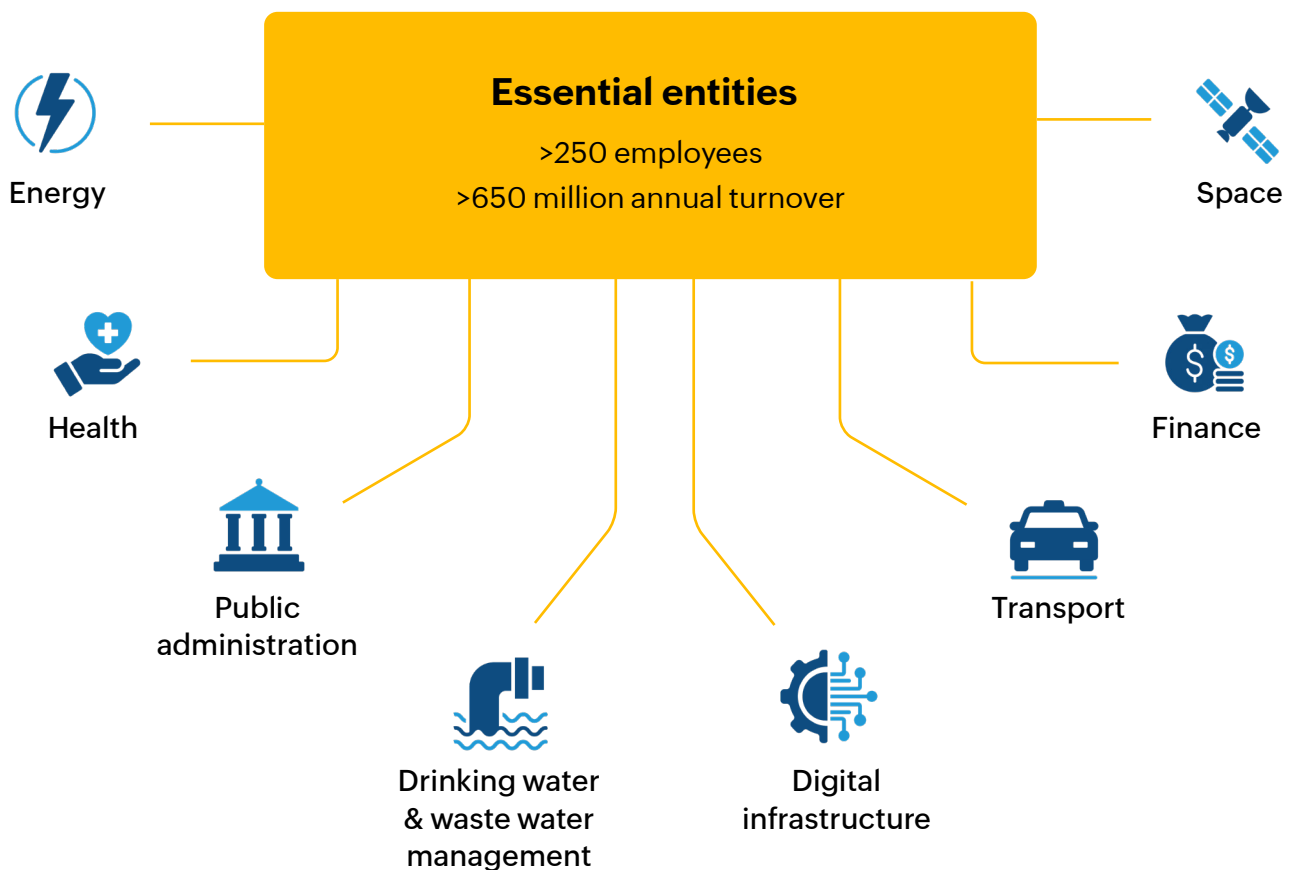 Essential entities
>250 employees
>650 million annual turnover
Energy
Space
Health
Finance
Public
administration
Transport
Drinking water
& waste water
management
Digital
infrastructure